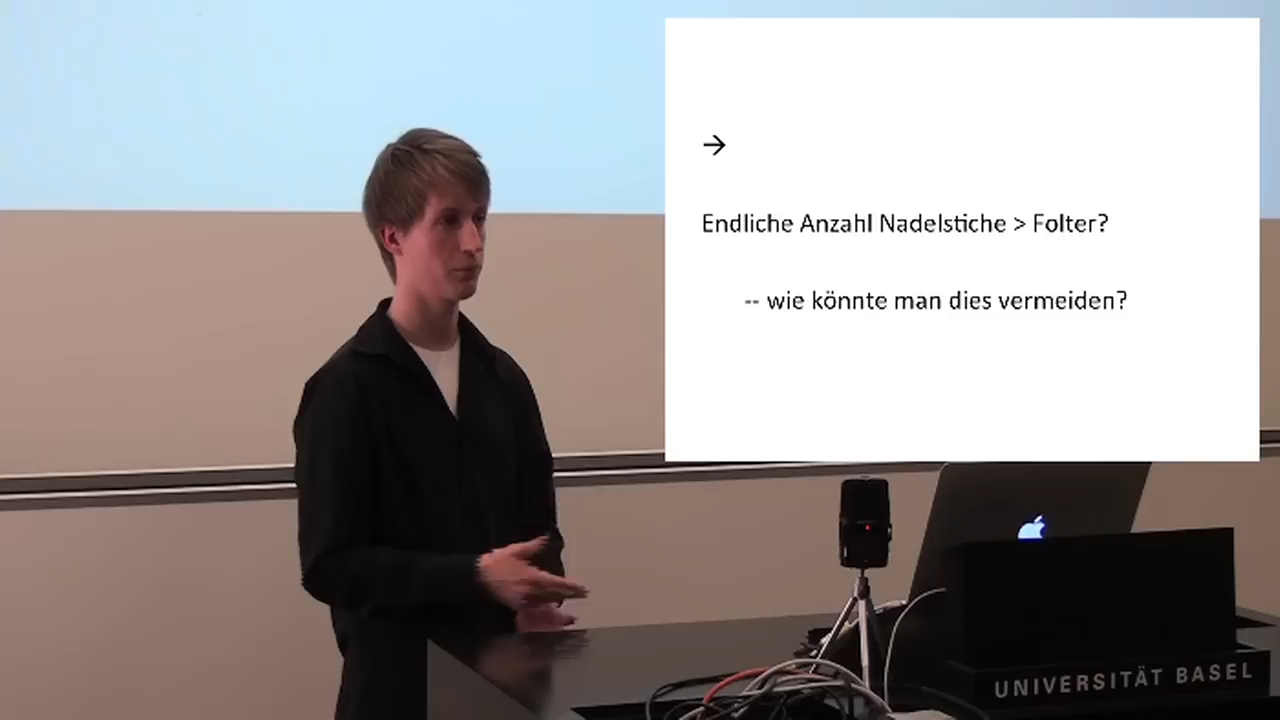 →
Endliche Anzahl Nadelstiche > Folter?
-- wie könnte man dies vermeiden?
UNIVERSITÄT BASEL